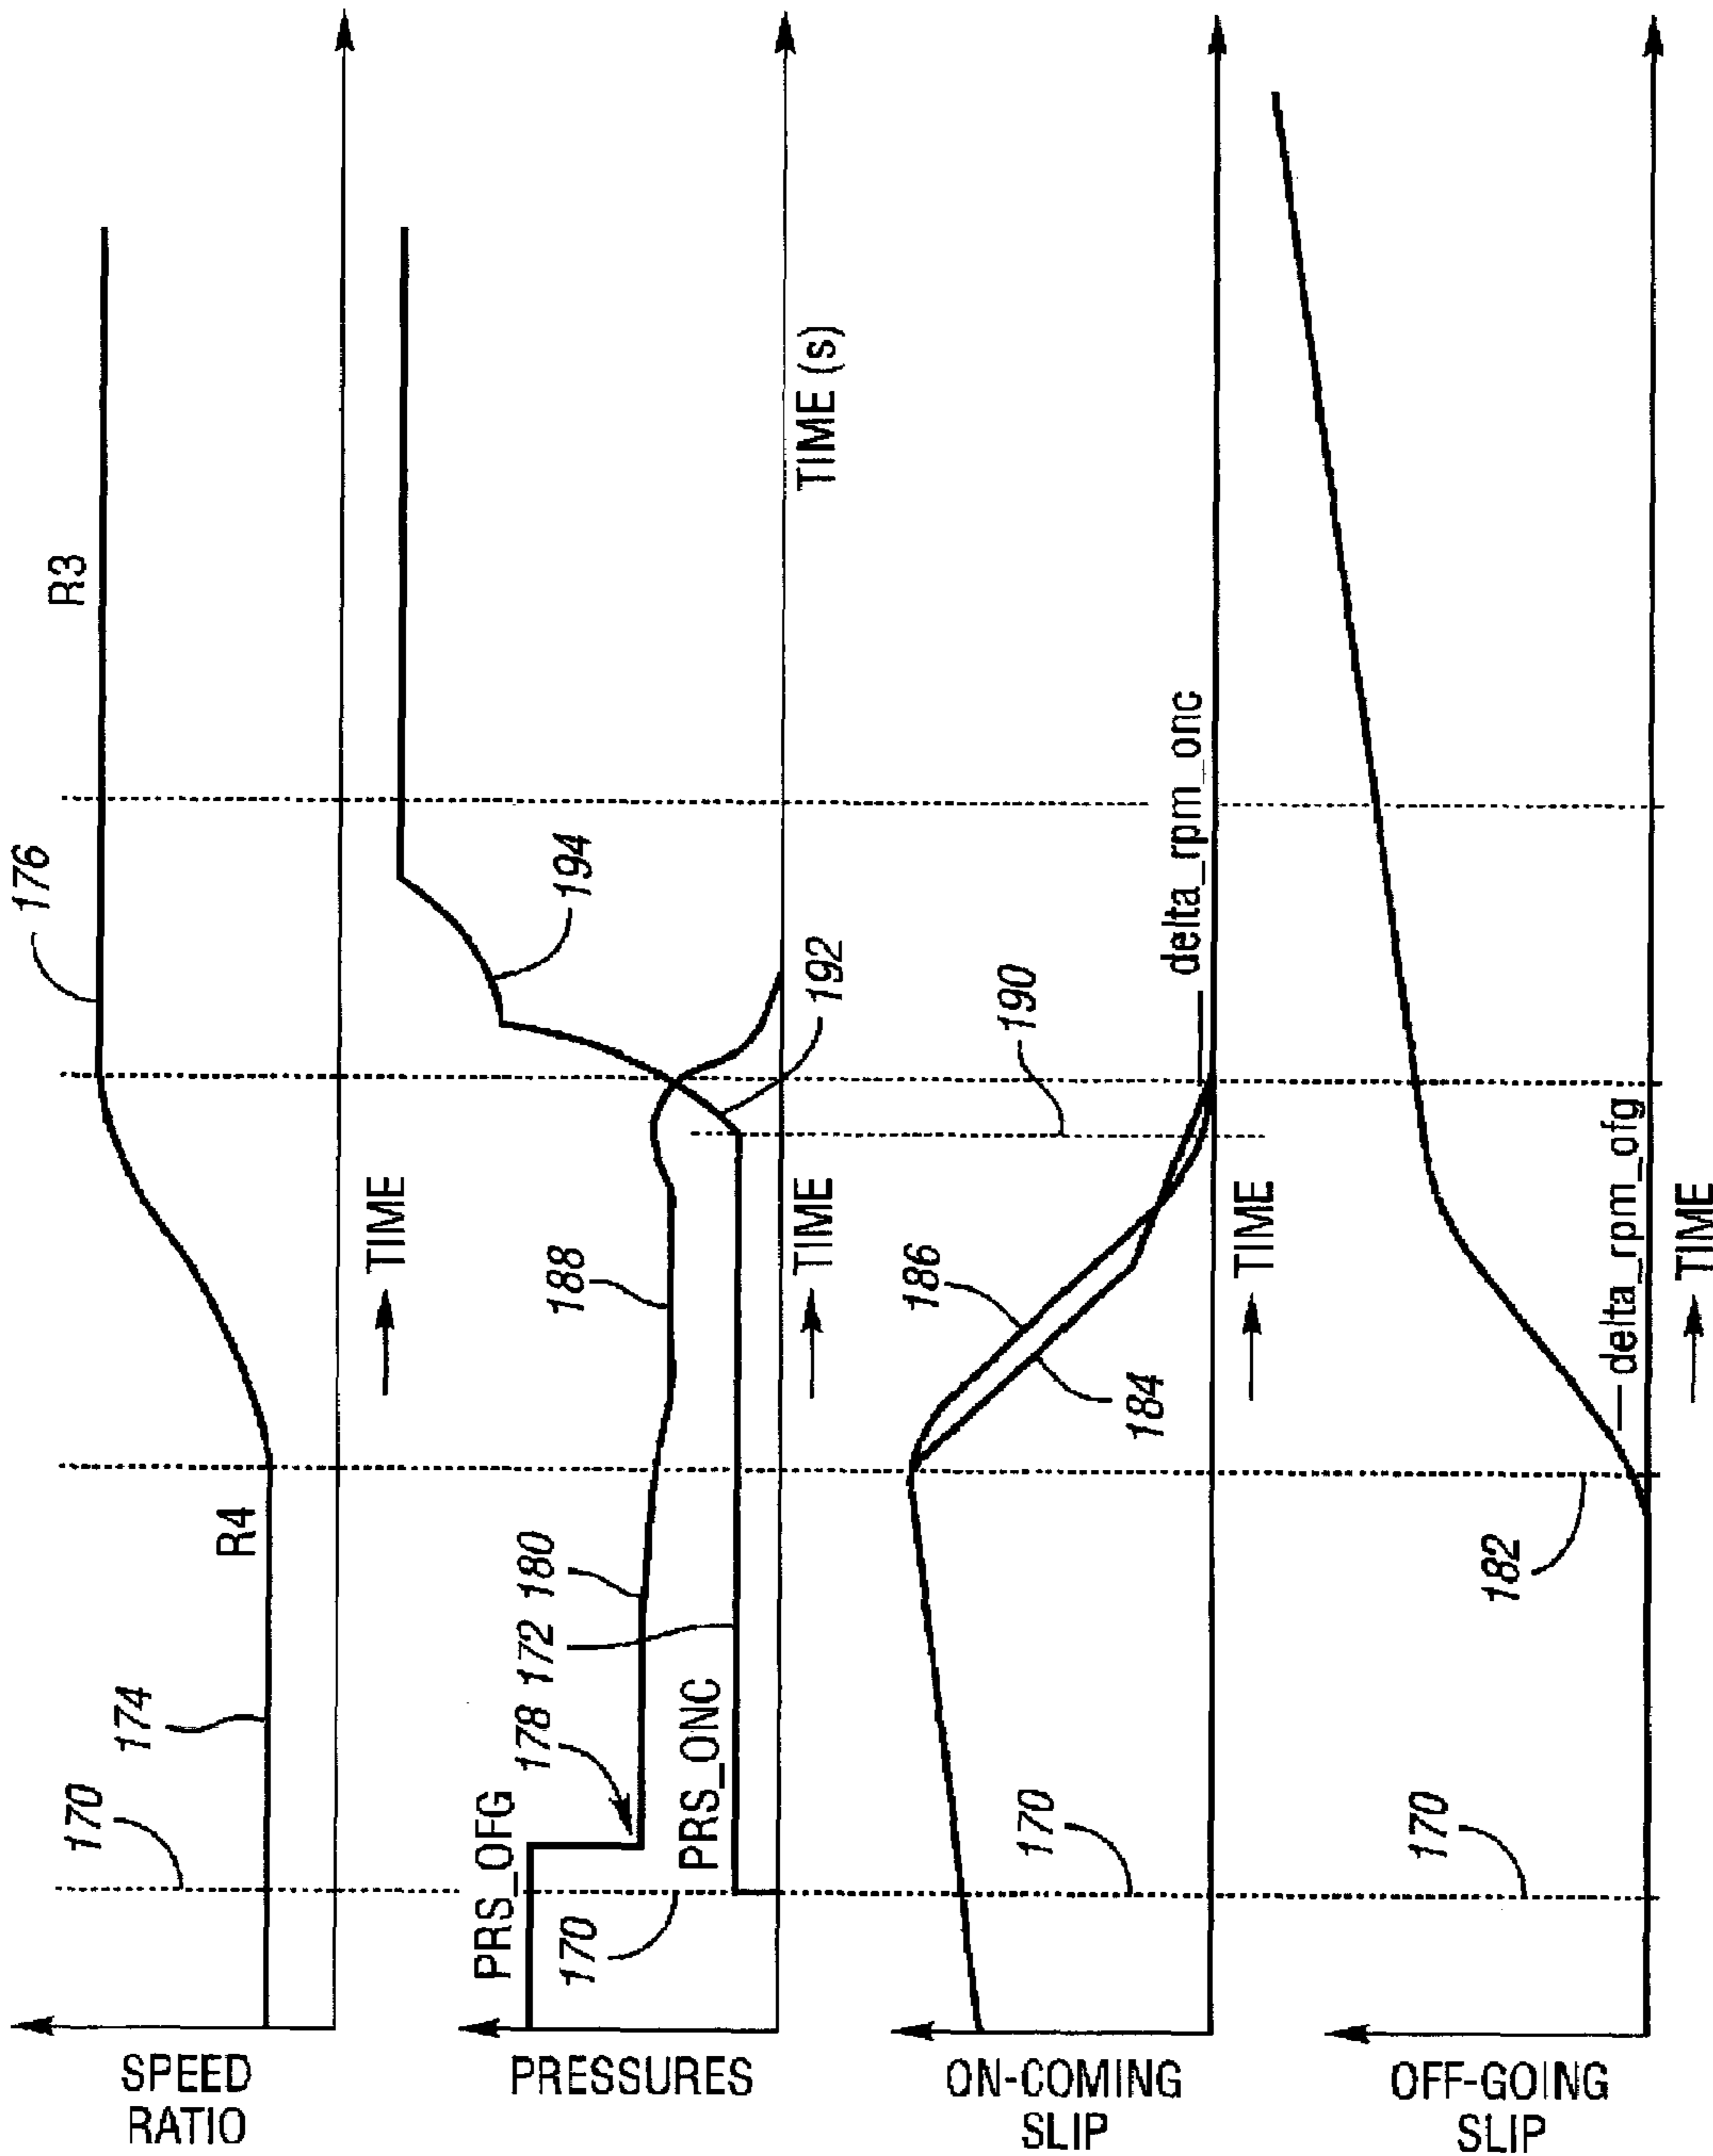 SPEED
RATIO
170
174
R4
176
R3
TIME
PRESSURES
PRS_OFG
170
178
172
180
PRS_ONC
188
192
194
TIME
TIME (s)
ON-COMING
SLIP
170
184
186
190
delta_rpm_onc
TIME
OFF-GOING
SLIP
170
182
delta_rpm_ofg
TIME